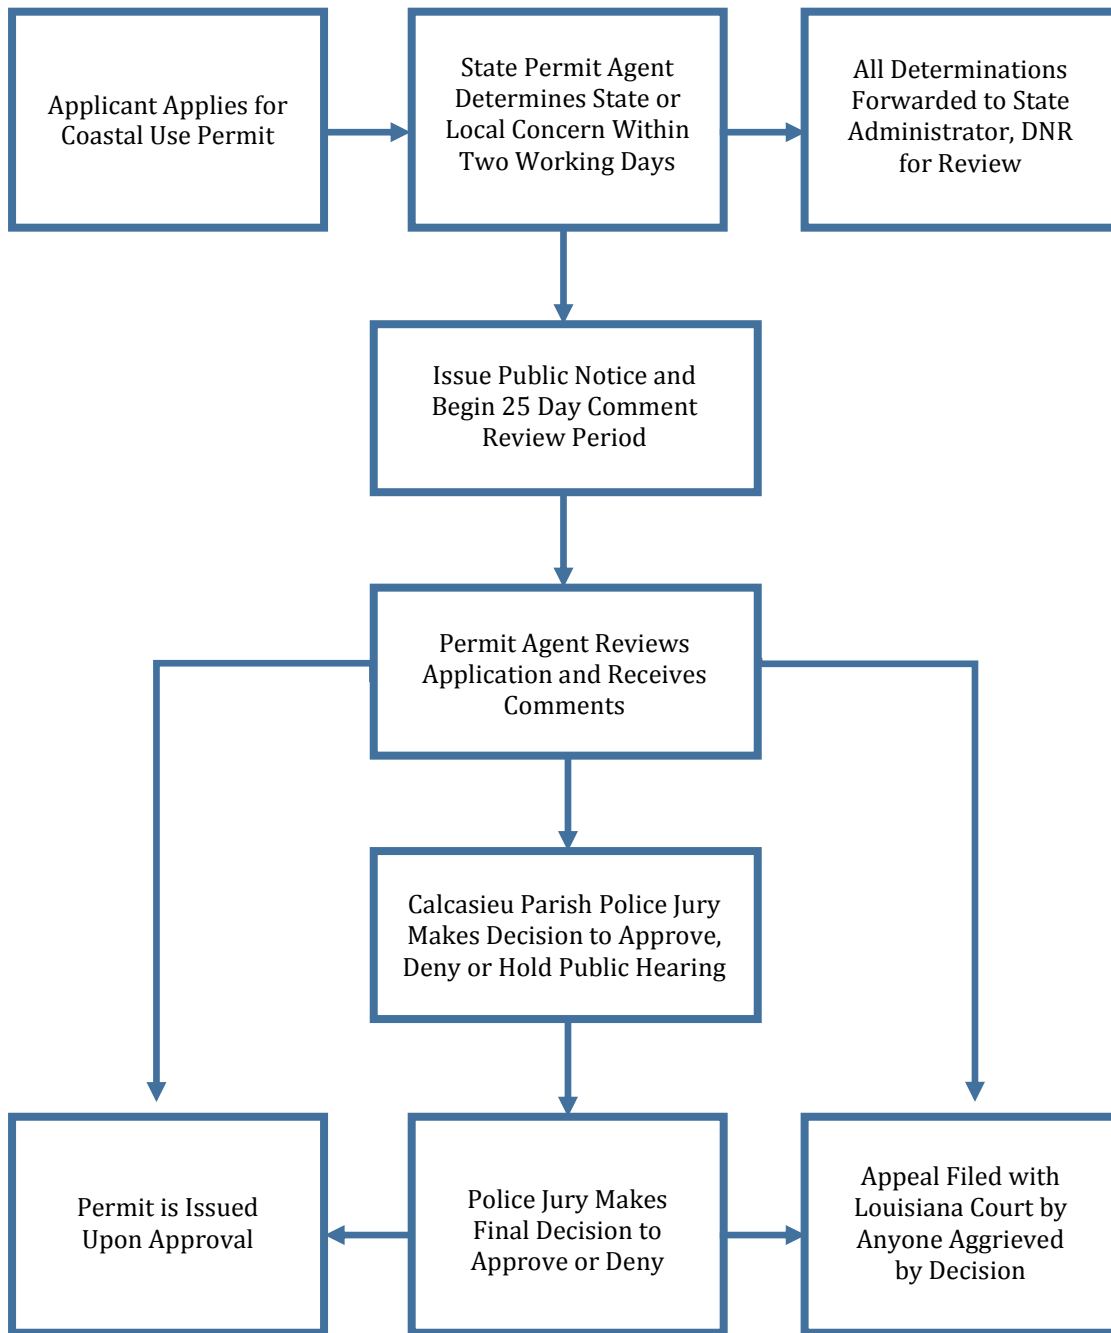 Applicant Applies for
Coastal Use Permit
State Permit Agent
Determines State or
Local Concern Within
Two Working Days
All Determinations
Forwarded to State
Administrator, DNR
for Review
Issue Public Notice and
Begin 25 Day Comment
Review Period
Permit Agent Reviews
Application and Receives
Comments
Calcasieu Parish Police Jury
Makes Decision to Approve,
Deny or Hold Public Hearing
Permit is Issued
Upon Approval
Police Jury Makes
Final Decision to
Approve or Deny
Appeal Filed with
Louisiana Court by
Anyone Aggrieved
by Decision